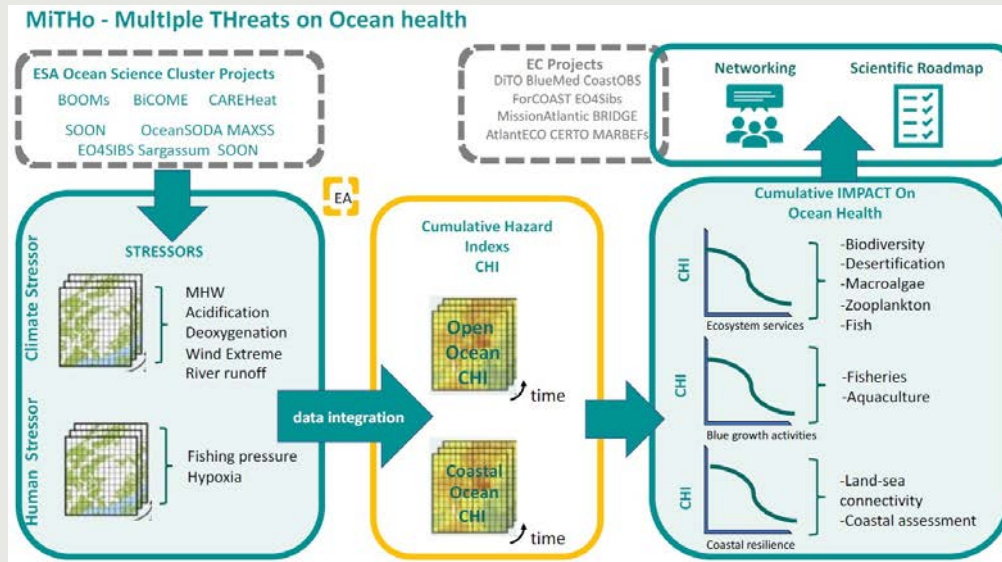 MiTHo - MultIple THreats on Ocean health
ESA Ocean Science Cluster Projects
BOOMs BiCOME CAREHeat
SOON OceanSODA MAXSS
EO4SIBS Sargassum SOON
EC Projects
DiTO BlueMed CoastOBS
ForCOAST EO4Sibs
MissionAtlantic BRIDGE
AtlantECO CERTO MARBEFs
Networking
Scientific Roadmap
EA
STRESSORS
Climate Stressor
MHW
Acidification
Deoxygenation
Wind Extreme
River runoff
Human Stressor
Fishing pressure
Hypoxia
data integration
Cumulative Hazard
Indexs
CHI
Open
Ocean
CHI
time
Coastal
Ocean
CHI
time
Cumulative IMPACT On
Ocean Health
CHI
Ecosystem services
-Biodiversity
-Desertification
-Macroalgae
-Zooplankton
-Fish
CHI
Blue growth activities
-Fisheries
-Aquaculture
CHI
Coastal resilience
-Land-sea
connectivity
-Coastal assessment